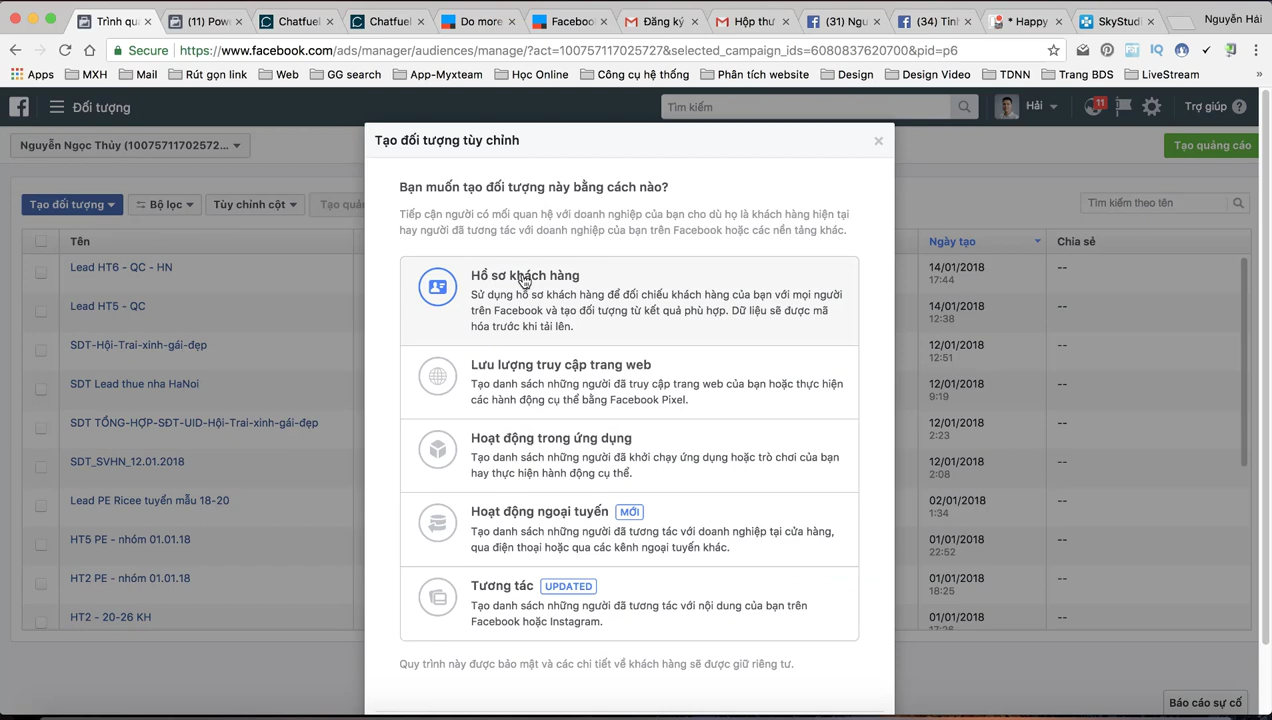 Trình qu
(11) Pow
Chatfuel
Chatfuel
Do more
Facebook
Đăng ký
Hộp thư
(31) Ngu
(34) Tinh
* Happy
SkyStudi
Nguyễn Hải
Secure https://www.facebook.com/ads/manager/audiences/manage/?act=100757117025727&selected_campaign_ids=6080837620700&pid=p6
Apps MXH Mail Rút gọn link Web GG search App-Myxteam Học Online Công cụ hệ thống Phân tích website Design Design Video TDNN Trang BDS LiveStream »
Đối tượng
Tìm kiếm
Hải
11
Trợ giúp
Nguyễn Ngọc Thủy (10075711702572...
Tạo quảng cáo
Tạo đối tượng tùy chỉnh
Tạo đối tượng
Bộ lọc
Tùy chỉnh cột
Tạo quản
Tìm kiếm theo tên
Tên
Ngày tạo
Chia sẻ
Lead HT6 - QC - HN
14/01/2018
17:44
--
Lead HT5 - QC
14/01/2018
12:38
--
SDT-Hội-Trai-xinh-gái-đẹp
12/01/2018
12:51
--
SDT Lead thue nha HaNoi
12/01/2018
9:19
--
SDT TỔNG-HỢP-SĐT-UID-Hội-Trai-xinh-gái-đẹp
12/01/2018
2:23
--
SDT_SVHN_12.01.2018
12/01/2018
2:08
--
Lead PE Ricee tuyển mẫu 18-20
02/01/2018
1:34
--
HT5 PE - nhóm 01.01.18
01/01/2018
22:52
--
HT2 PE - nhóm 01.01.18
01/01/2018
18:25
--
HT2 - 20-26 KH
01/01/2018
--
Bạn muốn tạo đối tượng này bằng cách nào?
Tiếp cận người có mối quan hệ với doanh nghiệp của bạn cho dù họ là khách hàng hiện tại
hay người đã tương tác với doanh nghiệp của bạn trên Facebook hoặc các nền tảng khác.
Hồ sơ khách hàng
Sử dụng hồ sơ khách hàng để đối chiếu khách hàng của bạn với mọi người
trên Facebook và tạo đối tượng từ kết quả phù hợp. Dữ liệu sẽ được mã
hóa trước khi tải lên.
Lưu lượng truy cập trang web
Tạo danh sách những người đã truy cập trang web của bạn hoặc thực hiện
các hành động cụ thể bằng Facebook Pixel.
Hoạt động trong ứng dụng
Tạo danh sách những người đã khởi chạy ứng dụng hoặc trò chơi của bạn
hay thực hiện hành động cụ thể.
Hoạt động ngoại tuyến MỚI
Tạo danh sách những người đã tương tác với doanh nghiệp tại cửa hàng,
qua điện thoại hoặc qua các kênh ngoại tuyến khác.
Tương tác UPDATED
Tạo danh sách những người đã tương tác với nội dung của bạn trên
Facebook hoặc Instagram.
Quy trình này được bảo mật và các chi tiết về khách hàng sẽ được giữ riêng tư.
Báo cáo sự cố